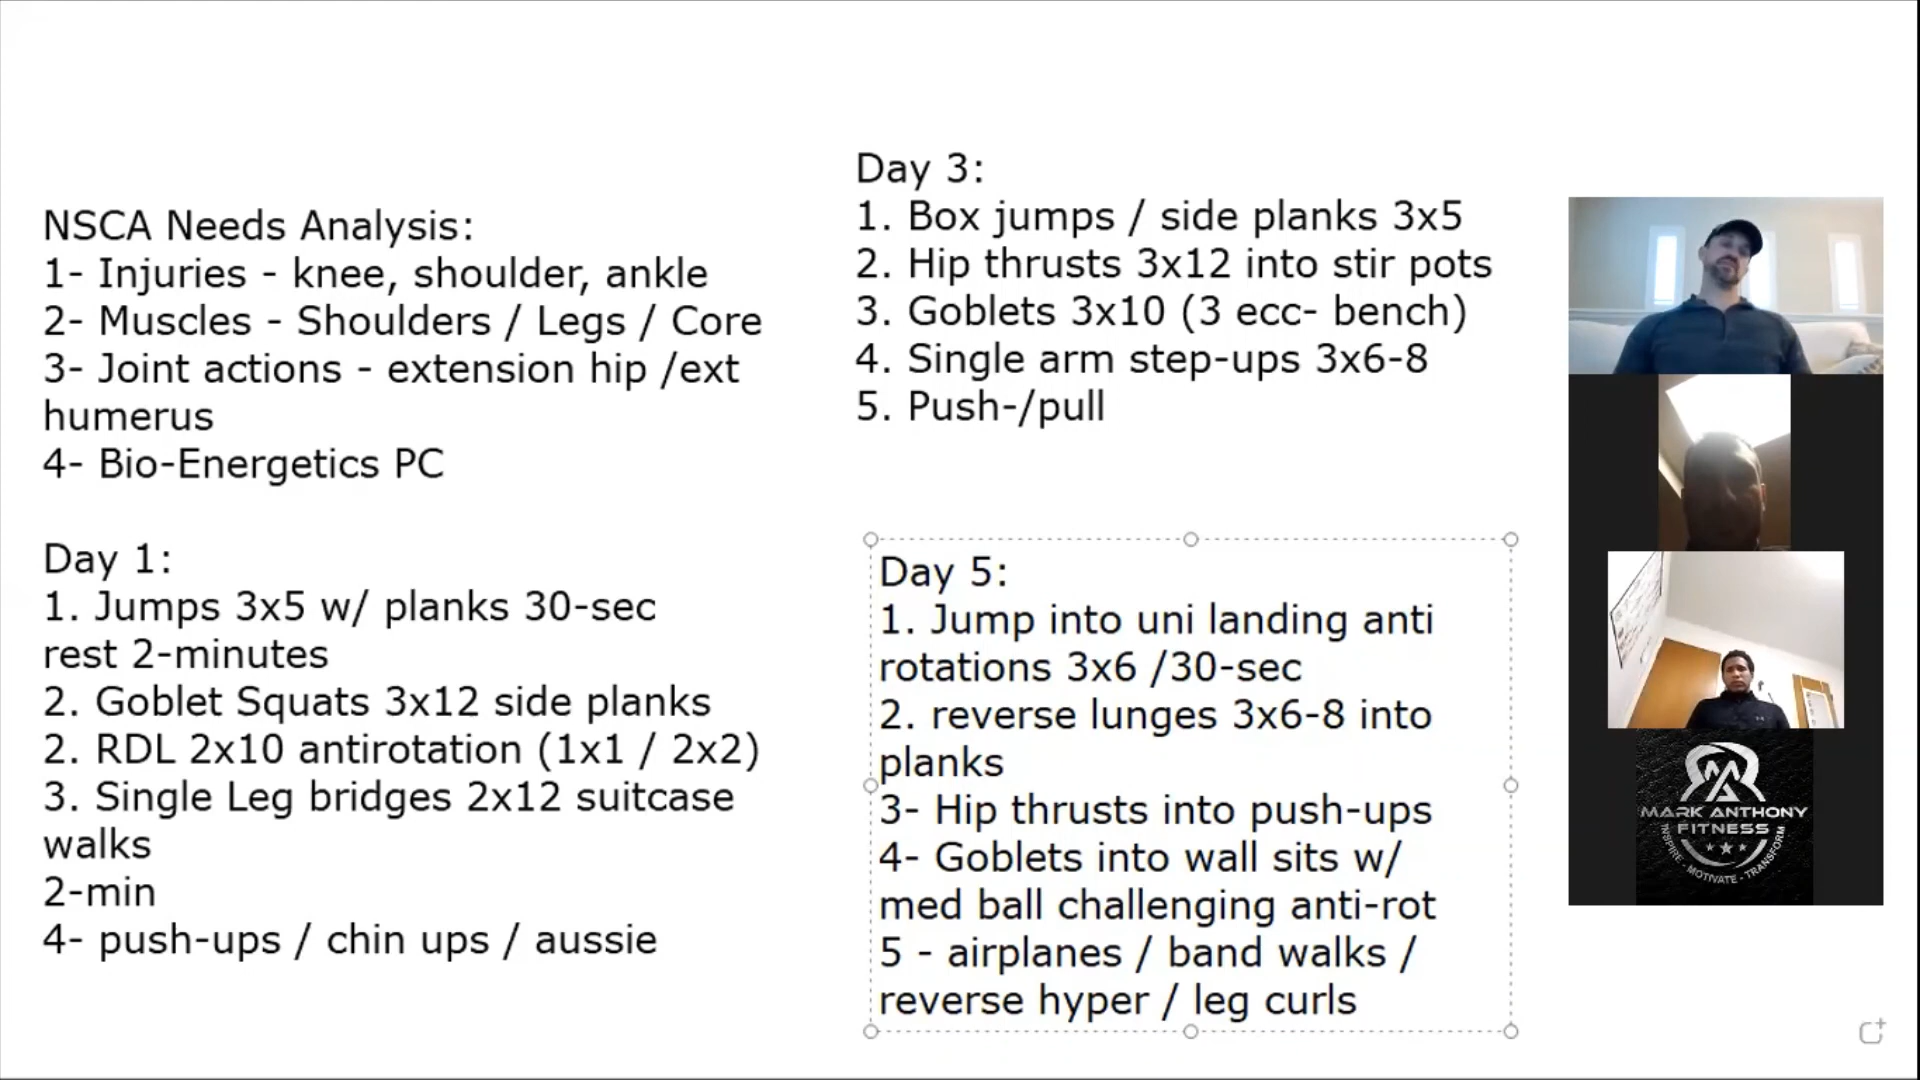 NSCA Needs Analysis:
1- Injuries - knee, shoulder, ankle
2- Muscles - Shoulders / Legs / Core
3- Joint actions - extension hip /ext
humerus
4- Bio-Energetics PC
Day 1:
1. Jumps 3x5 w/ planks 30-sec
rest 2-minutes
2. Goblet Squats 3x12 side planks
2. RDL 2x10 antirotation (1x1 / 2x2)
3. Single Leg bridges 2x12 suitcase
walks
2-min
4- push-ups / chin ups / aussie
Day 3:
1. Box jumps / side planks 3x5
2. Hip thrusts 3x12 into stir pots
3. Goblets 3x10 (3 ecc- bench)
4. Single arm step-ups 3x6-8
5. Push-/pull
Day 5:
1. Jump into uni landing anti
rotations 3x6 /30-sec
2. reverse lunges 3x6-8 into
planks
3- Hip thrusts into push-ups
4- Goblets into wall sits w/
med ball challenging anti-rot
5 - airplanes / band walks /
reverse hyper / leg curls
MARK ANTHONY
FITNESS
INSPIRE - MOTIVATE - TRANSFORM